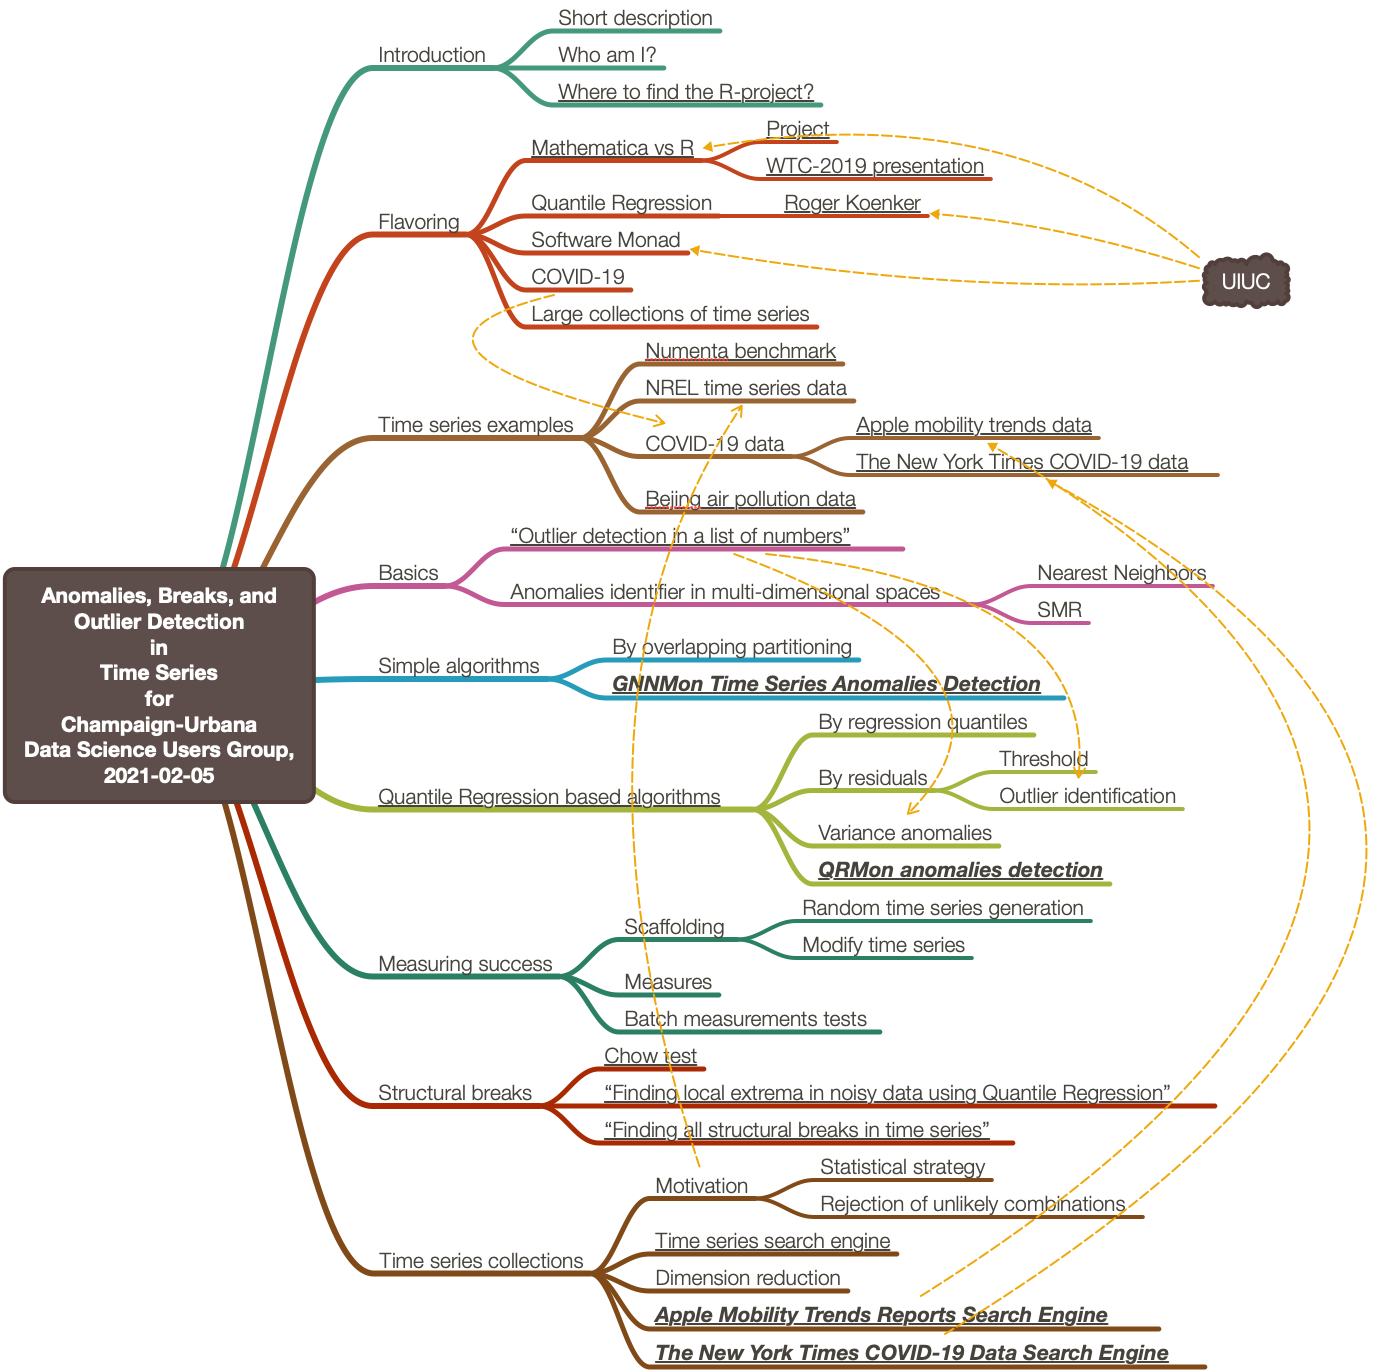 Short description
Introduction
Who am I?
Where to find the R-project?
Project
Mathematica vs R
WTC-2019 presentation
Quantile Regression
Roger Koenker
Flavoring
Software Monad
COVID-19
UIUC
Large collections of time series
Numenta benchmark
NREL time series data
Time series examples
Apple mobility trends data
COVID-19 data
The New York Times COVID-19 data
Bejing air pollution data
“Outlier detection in a list of numbers”
Basics
Nearest Neighbors
Anomalies identifier in multi-dimensional spaces
SMR
Anomalies, Breaks, and
Outlier Detection
in
Time Series
for
Champaign-Urbana
Data Science Users Group,
2021-02-05
By overlapping partitioning
Simple algorithms
GNNMon Time Series Anomalies Detection
By regression quantiles
Threshold
By residuals
Outlier identification
Quantile Regression based algorithms
Variance anomalies
QRMon anomalies detection
Random time series generation
Scaffolding
Modify time series
Measuring success
Measures
Batch measurements tests
Chow test
Structural breaks
“Finding local extrema in noisy data using Quantile Regression”
“Finding all structural breaks in time series”
Statistical strategy
Motivation
Rejection of unlikely combinations
Time series search engine
Time series collections
Dimension reduction
Apple Mobility Trends Reports Search Engine
The New York Times COVID-19 Data Search Engine